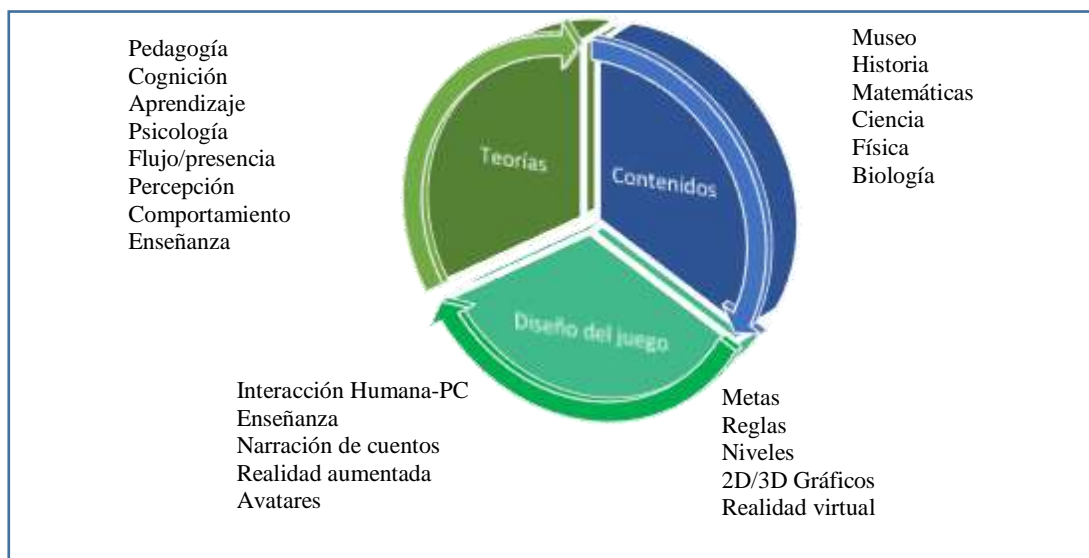 Pedagogía
Cognición
Aprendizaje
Psicología
Flujo/presencia
Percepción
Comportamiento
Enseñanza
Museo
Historia
Matemáticas
Ciencia
Física
Biología
Teorías
Contenidos
Diseño del juego
Interacción Humana-PC
Enseñanza
Narración de cuentos
Realidad aumentada
Avatares
Metas
Reglas
Niveles
2D/3D Gráficos
Realidad virtual